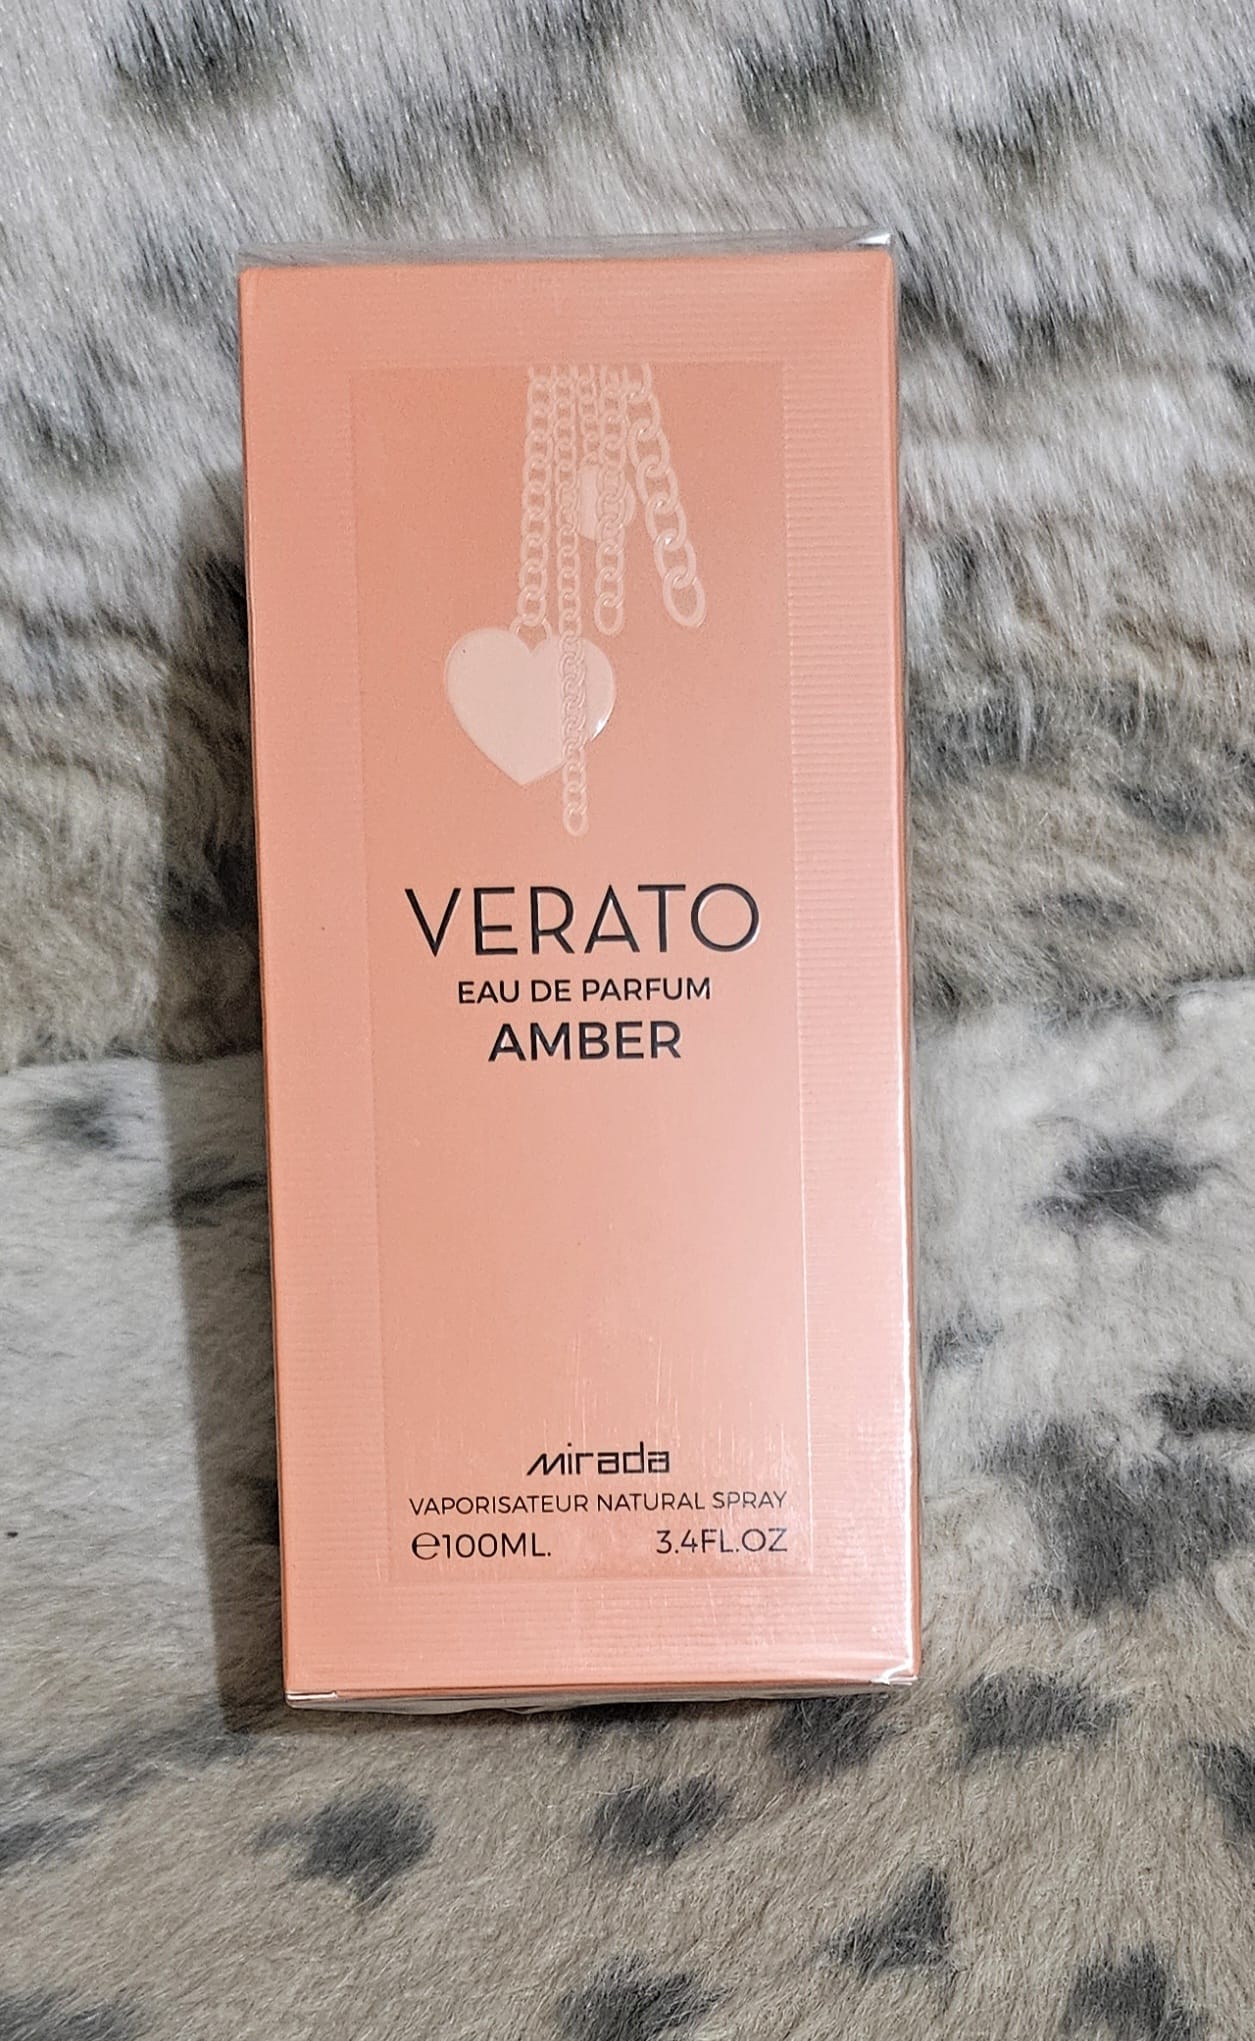 VERATO
EAU DE PARFUM
AMBER
mirada
VAPORISATEUR NATURAL SPRAY
℮100ML. 3.4FL.OZ